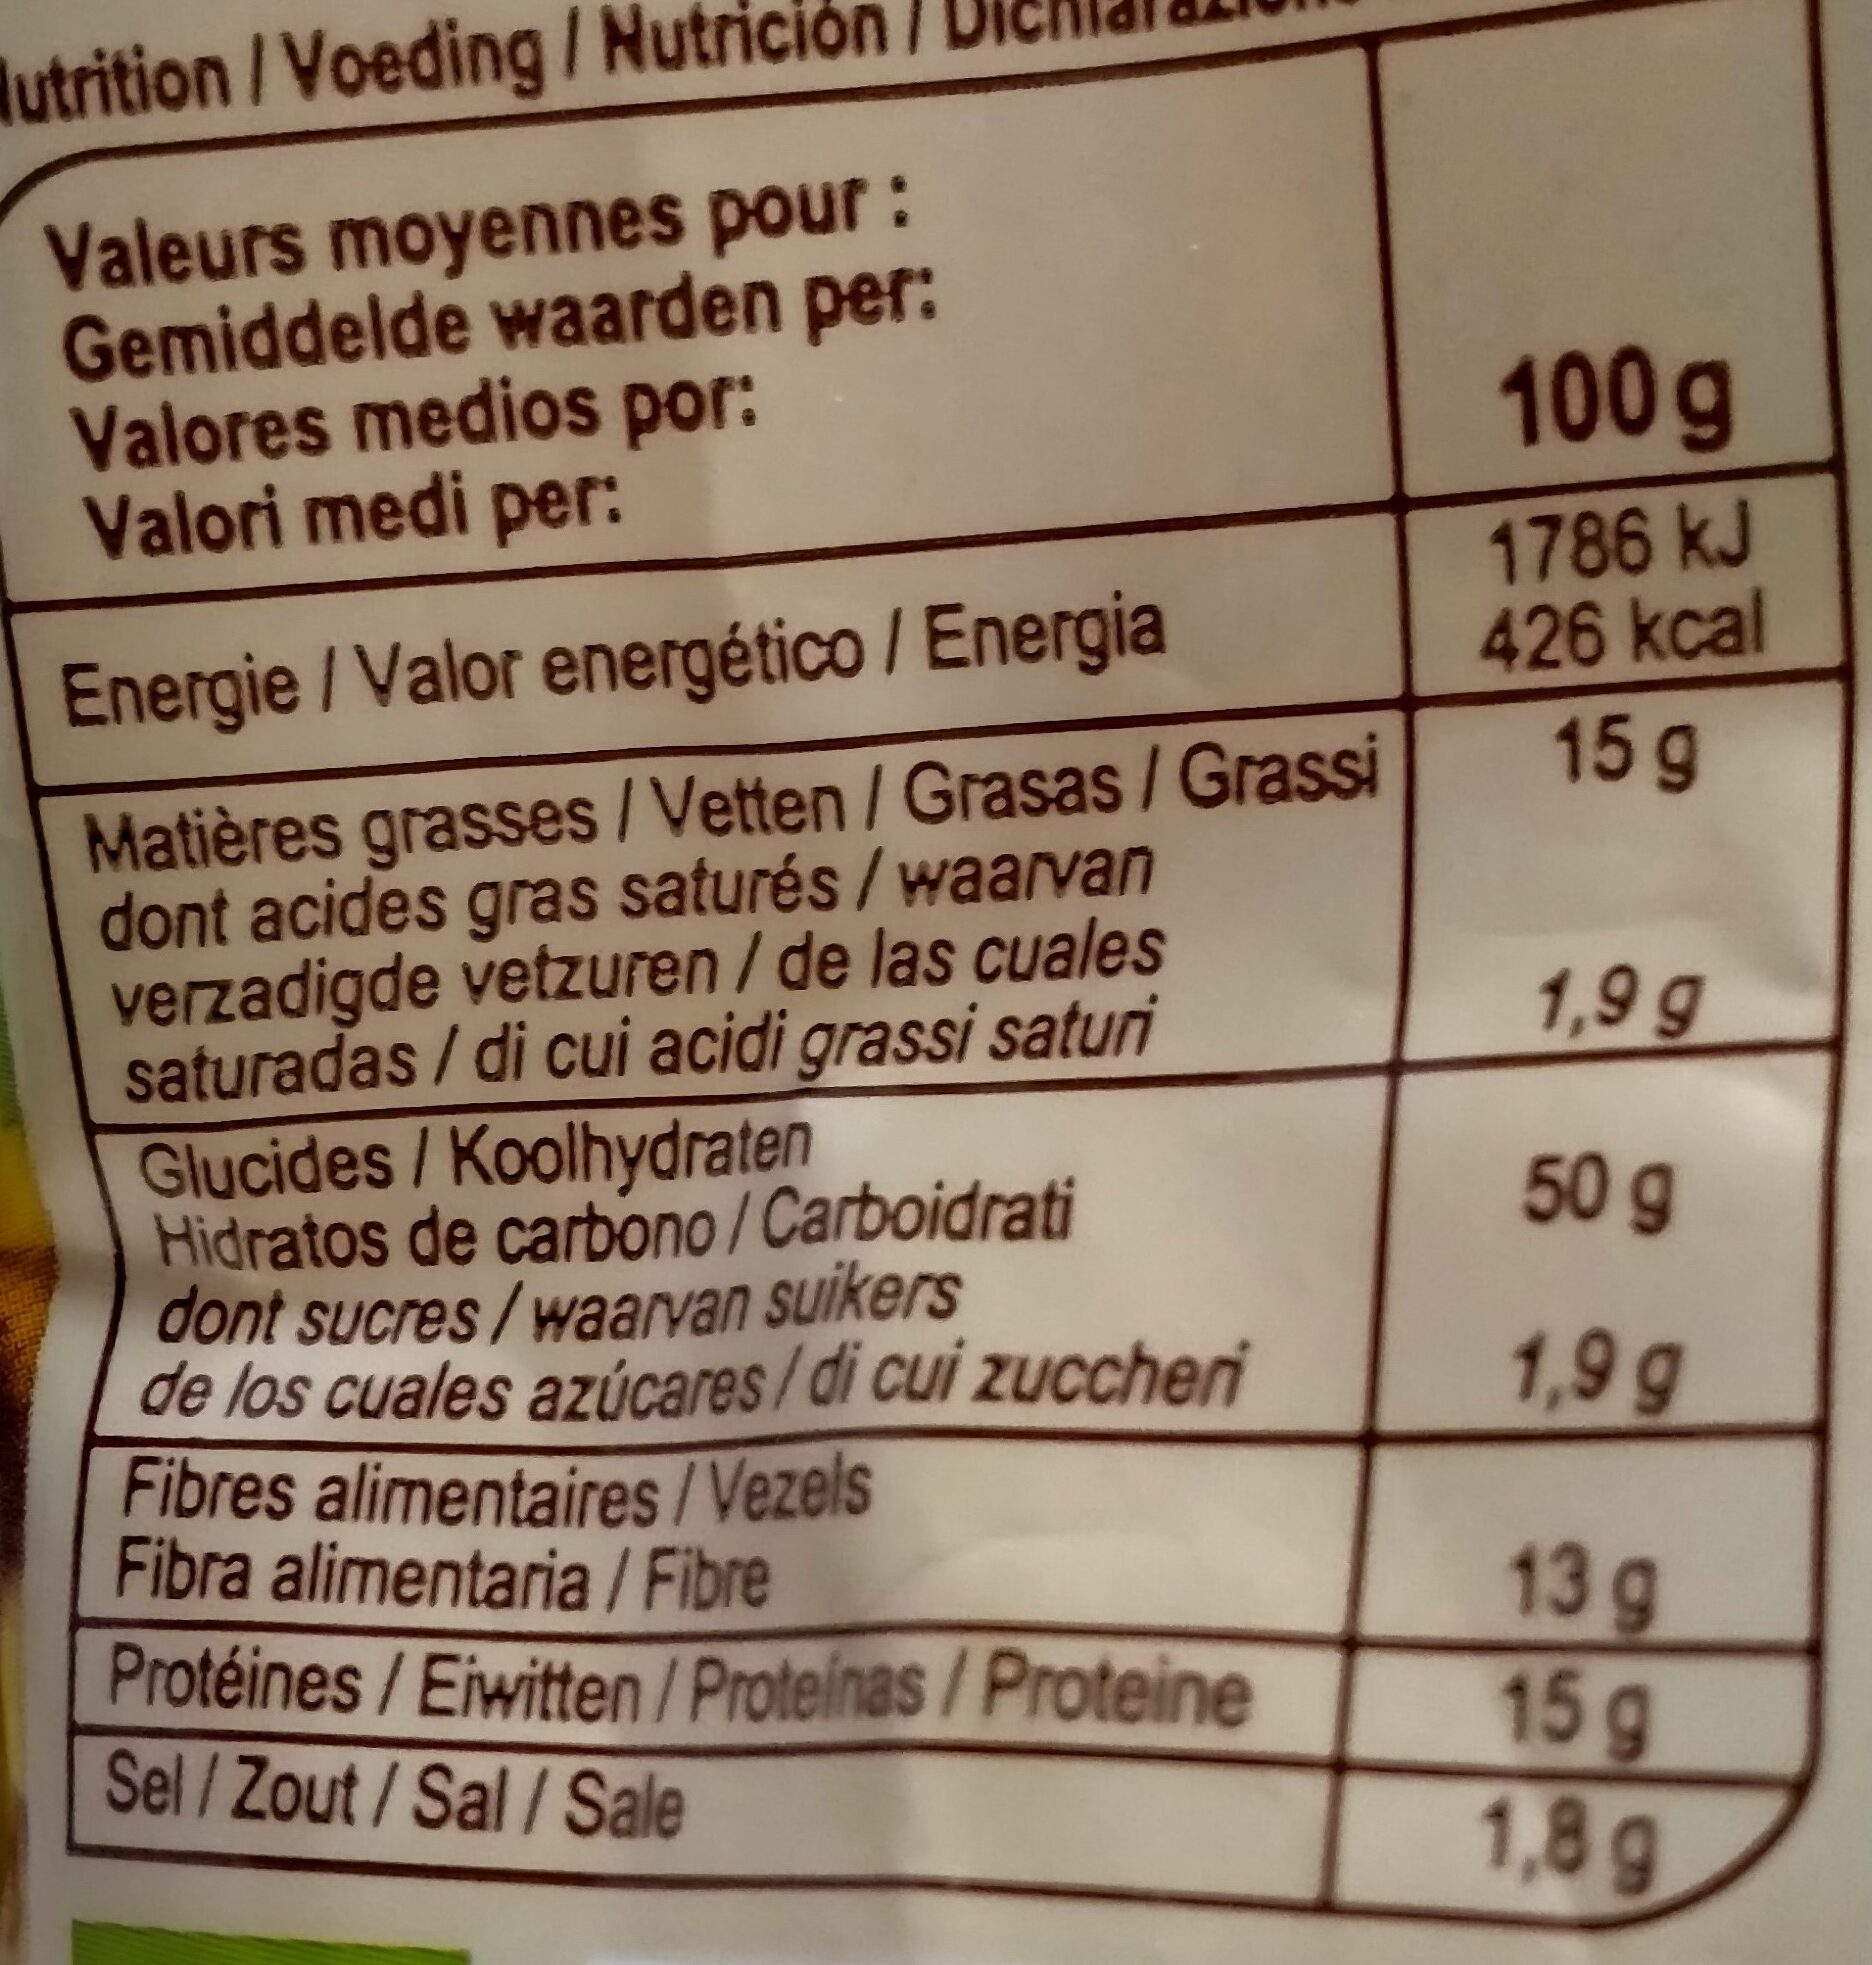 Nutrition / Voeding / Nutrición /
Valeurs moyennes pour :
Gemiddelde waarden per:
Valores medios por:
Valori medi per:
100 g
Energie / Valor energético / Energia
1786 kJ
426 kcal
Matières grasses / Vetten / Grasas / Grassi
15 g
dont acides gras saturés / waarvan
verzadigde vetzuren / de las cuales
saturadas / di cui acidi grassi saturi
1,9 g
Glucides / Koolhydraten
Hidratos de carbono / Carboidrati
50 g
dont sucres / waarvan suikers
de los cuales azúcares / di cui zuccheri
1,9 g
Fibres alimentaires / Vezels
Fibra alimentaria / Fibre
13 g
Protéines / Eiwitten / Proteínas / Proteine
15 g
Sel / Zout / Sal / Sale
1,8 g